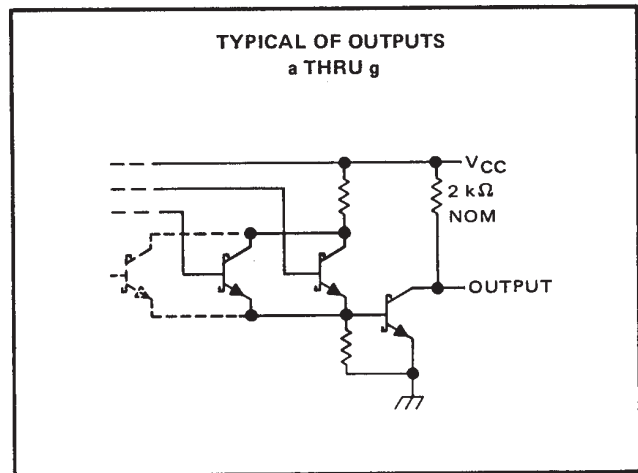 TYPICAL OF OUTPUTS
a THRU g
VCC
2 kΩ
NOM
OUTPUT